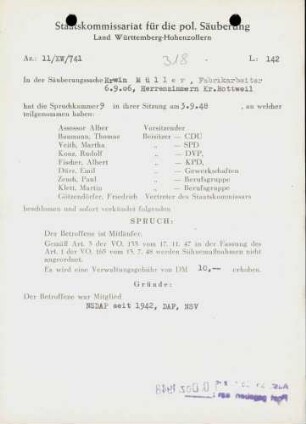 Staatskommissariat für die pol. Säuberung
Land Württemberg-Hohenzollern
Az.: 11/XV/741
318
L: 142
In der Säuberungssache Erwin Müller, Fabrikarbeiter
6.9.06, Herrenzimmern Kr.Rottweil
hat die Spruchkammer 9 in ihrer Sitzung am 3.9.48 , an welcher
teilgenommen haben:
Assessor Alber Vorsitzender
Baumann, Thomas Beisitzer — CDU
Veith, Martha „ — SPD
Kunz, Rudolf „ — DVP,
Fischer, Albert „ — KPD,
Dürr, Emil „ — Gewerkschaften
Zenck, Paul „ — Berufsgruppe
Klett, Martin „ — Berufsgruppe
Götzendörfer, Friedrich Vertreter des Staatskommissars
beschlossen und sofort verkündet folgenden
SPRUCH:
Der Betroffene ist Mitläufer.
Gemäß Art. 5 der VO. 133 vom 17. 11. 47 in der Fassung des
Art. 1 der VO. 165 vom 13. 7. 48 werden Sühnemaßnahmen nicht
angeordnet.
Es wird eine Verwaltungsgebühr von DM 10,-- erhoben.
Gründe:
Der Betroffene war Mitglied
NSDAP seit 1942, DAF, NSV